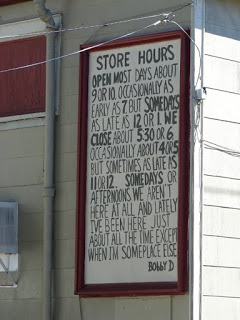 STORE HOURS
OPEN MOST DAYS ABOUT
9 OR 10, OCCASIONALLY AS
EARLY AS 7 BUT SOMEDAYS
AS LATE AS 12 OR 1. WE
CLOSE ABOUT 530 OR 6
OCCASIONALLY ABOUT 4 OR 5
BUT SOMETIMES AS LATE AS
11 OR 12. SOMEDAYS OR
AFTERNOONS WE AREN'T
HERE AT ALL AND LATELY
I'VE BEEN HERE JUST
ABOUT ALL THE TIME EXCEPT
WHEN I'M SOMEPLACE ELSE
BOBBY D